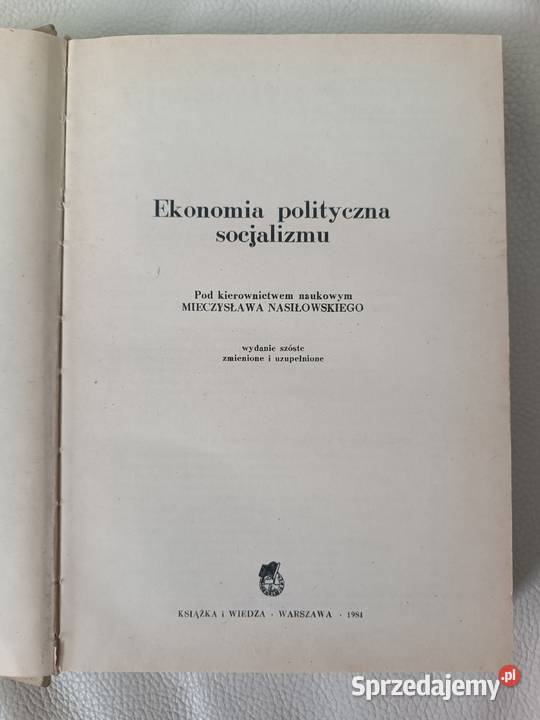 Ekonomia polityczna
socjalizmu
Pod kierownictwem naukowym
MIECZYSŁAWA NASIŁOWSKIEGO
wydanie szóste
zmienione i uzupełnione
KSIĄŻKA i WIEDZA · WARSZAWA · 1984
Sprzedajemy.pl